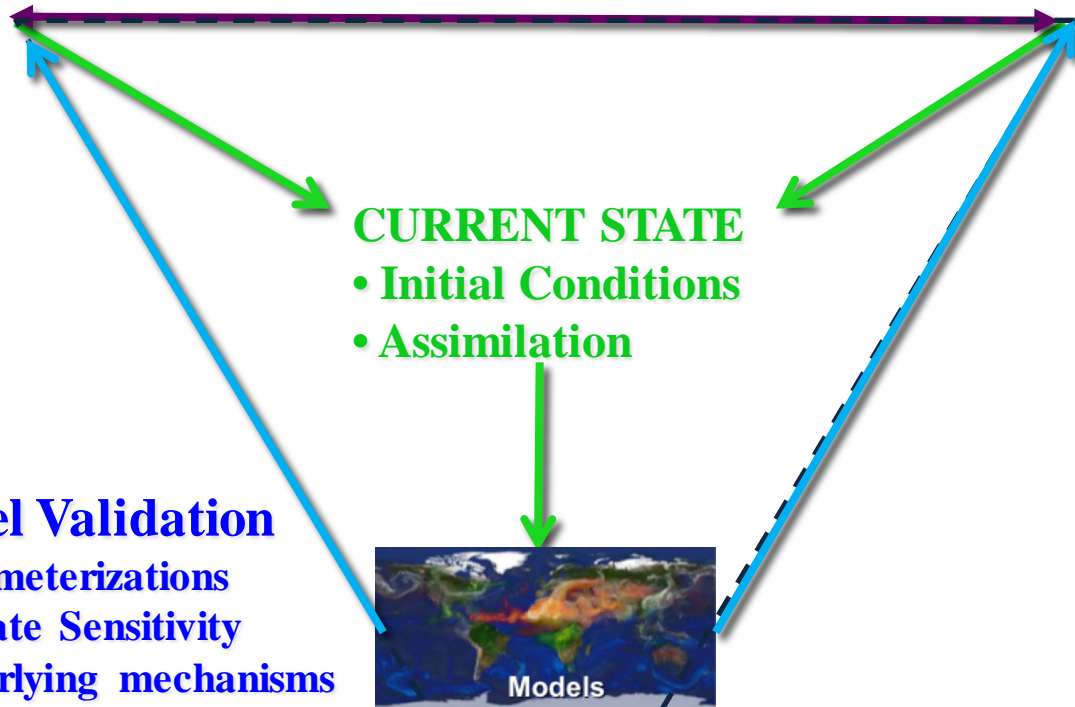 CURRENT STATE
• Initial Conditions
• Assimilation
el Validation
meterizations
ate Sensitivity
rlying mechanisms
Models